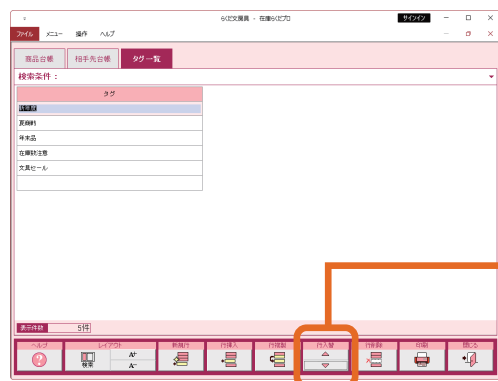 らくだ文房具 - 在庫らくだプロ
サインイン
ファイル メニュー 操作 ヘルプ
商品台帳 相手先台帳 タグ一覧
検索条件：
タグ
新年度
夏商戦
年末品
在庫数注意
文具セール
表示件数 5件
ヘルプ レイアウト 新規行 行挿入 行複製 行入替 行削除 印刷 閉じる
検索 A+
A-